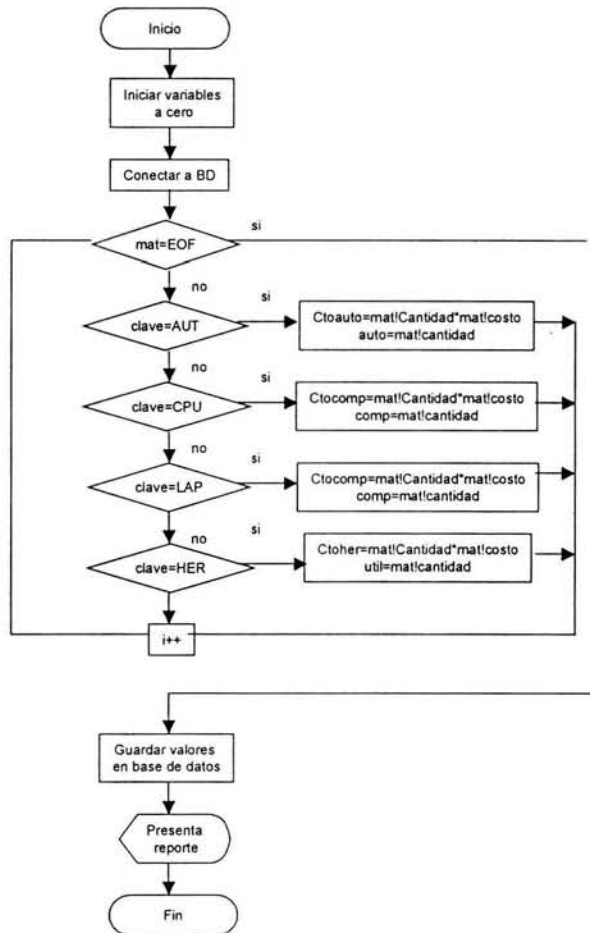 Inicio
Iniciar variables
a cero
Conectar a BD
mat=EOF
si
no
clave=AUT
si
Ctoauto=mat!Cantidad*mat!costo
auto=mat!cantidad
no
clave=CPU
si
Ctocomp=mat!Cantidad*mat!costo
comp=mat!cantidad
no
clave=LAP
si
Ctocomp=mat!Cantidad*mat!costo
comp=mat!cantidad
no
clave=HER
si
Ctoher=mat!Cantidad*mat!costo
util=mat!cantidad
i++
Guardar valores
en base de datos
Presenta
reporte
Fin